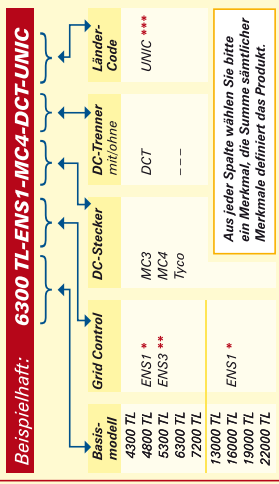 Beispielhaft: 6300 TL-ENS1-MC4-DCT-UNIC
Basis-
modell
Grid Control
DC-Stecker
DC-Trenner
mit/ohne
Länder-
Code
4300 TL
4800 TL ENS1 * MC3 DCT UNIC ***
5300 TL ENS3 ** MC4
6300 TL Tyco – – –
7200 TL
13000 TL
16000 TL ENS1 *
19000 TL
22000 TL
Aus jeder Spalte wählen Sie bitte
ein Merkmal, die Summe sämtlicher
Merkmale definiert das Produkt.